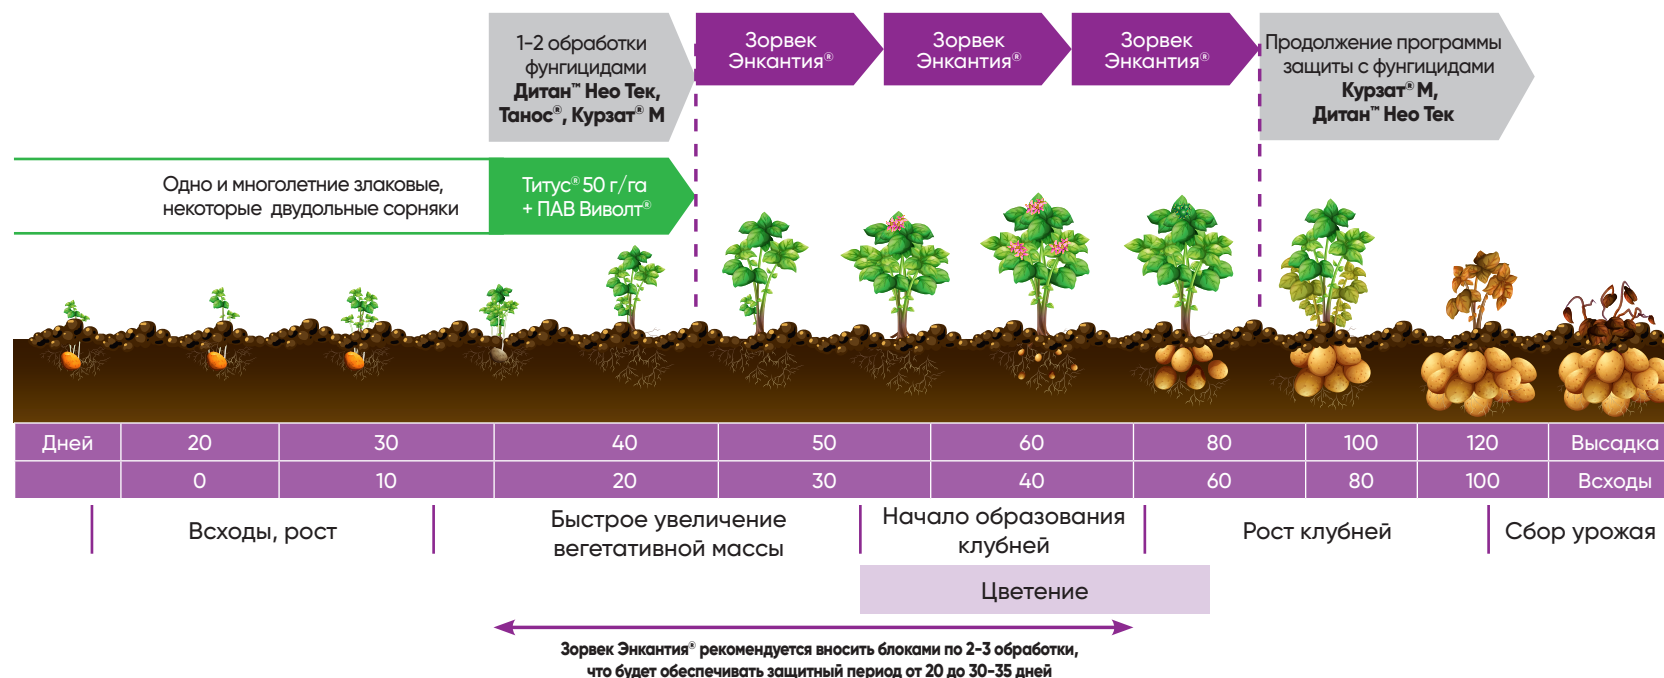 1-2 обработки
фунгицидами
Дитан™ Нео Тек,
Танос®, Курзат® М
Зорвек
Энкантия®
Зорвек
Энкантия®
Зорвек
Энкантия®
Продолжение программы
защиты с фунгицидами
Курзат® М,
Дитан™ Нео Тек
Одно и многолетние злаковые,
некоторые двудольные сорняки
Титус® 50 г/га
+ ПАВ Виволт®
Дней 20 30 40 50 60 80 100 120 Высадка
0 10 20 30 40 60 80 100 Всходы
Всходы, рост
Быстрое увеличение
вегетативной массы
Начало образования
клубней
Рост клубней
Сбор урожая
Цветение
Зорвек Энкантия® рекомендуется вносить блоками по 2-3 обработки,
что будет обеспечивать защитный период от 20 до 30-35 дней